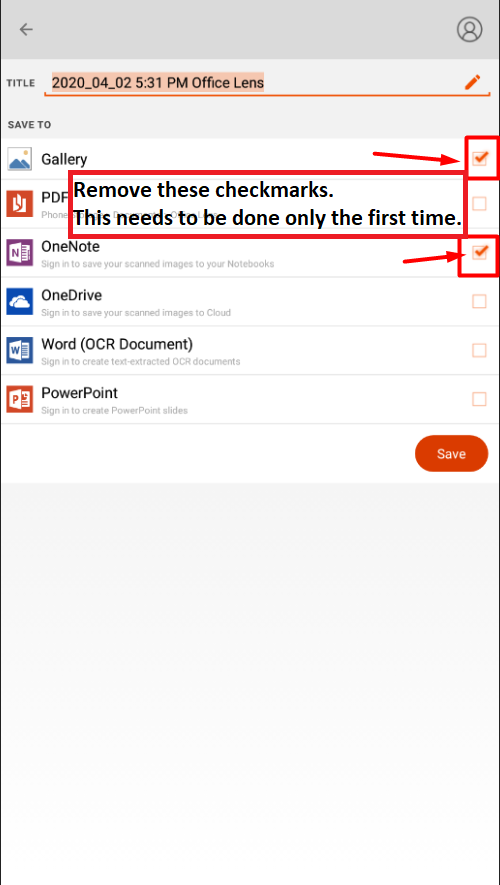 TITLE 2020_04_02 5:31 PM Office Lens
SAVE TO
Gallery
Remove these checkmarks.
This needs to be done only the first time.
PDF
OneNote
Sign in to save your scanned images to your Notebooks
OneDrive
Sign in to save your scanned images to Cloud
Word (OCR Document)
Sign in to create text-extracted OCR documents
PowerPoint
Sign in to create PowerPoint slides
Save